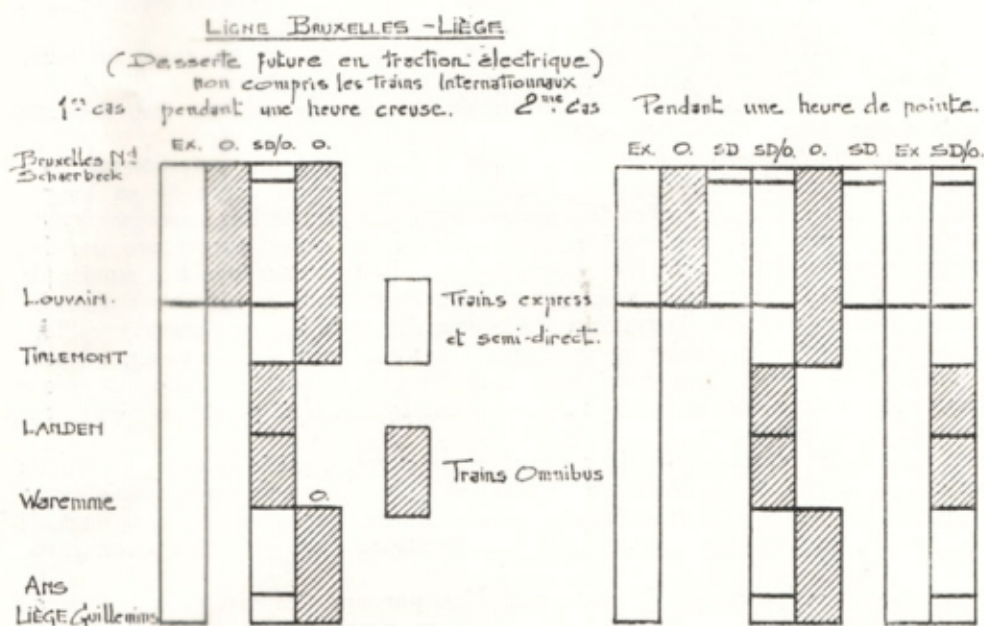 LIGNE BRUXELLES - LIÈGE
(Desserte future en traction électrique)
non compris les Trains Internationnaux
1er cas pendant une heure creuse. 2me cas Pendant une heure de pointe.
Ex. O. SD/O. O.
Ex. O. SD SD/O. O. SD. Ex SD/O.
Bruxelles Nd
Schaerbeck
LOUVAIN.
TIRLEMONT
LANDEN
Waremme
O.
Ans
LIÈGE Guillemins
Trains express
et semi-direct.
Trains Omnibus